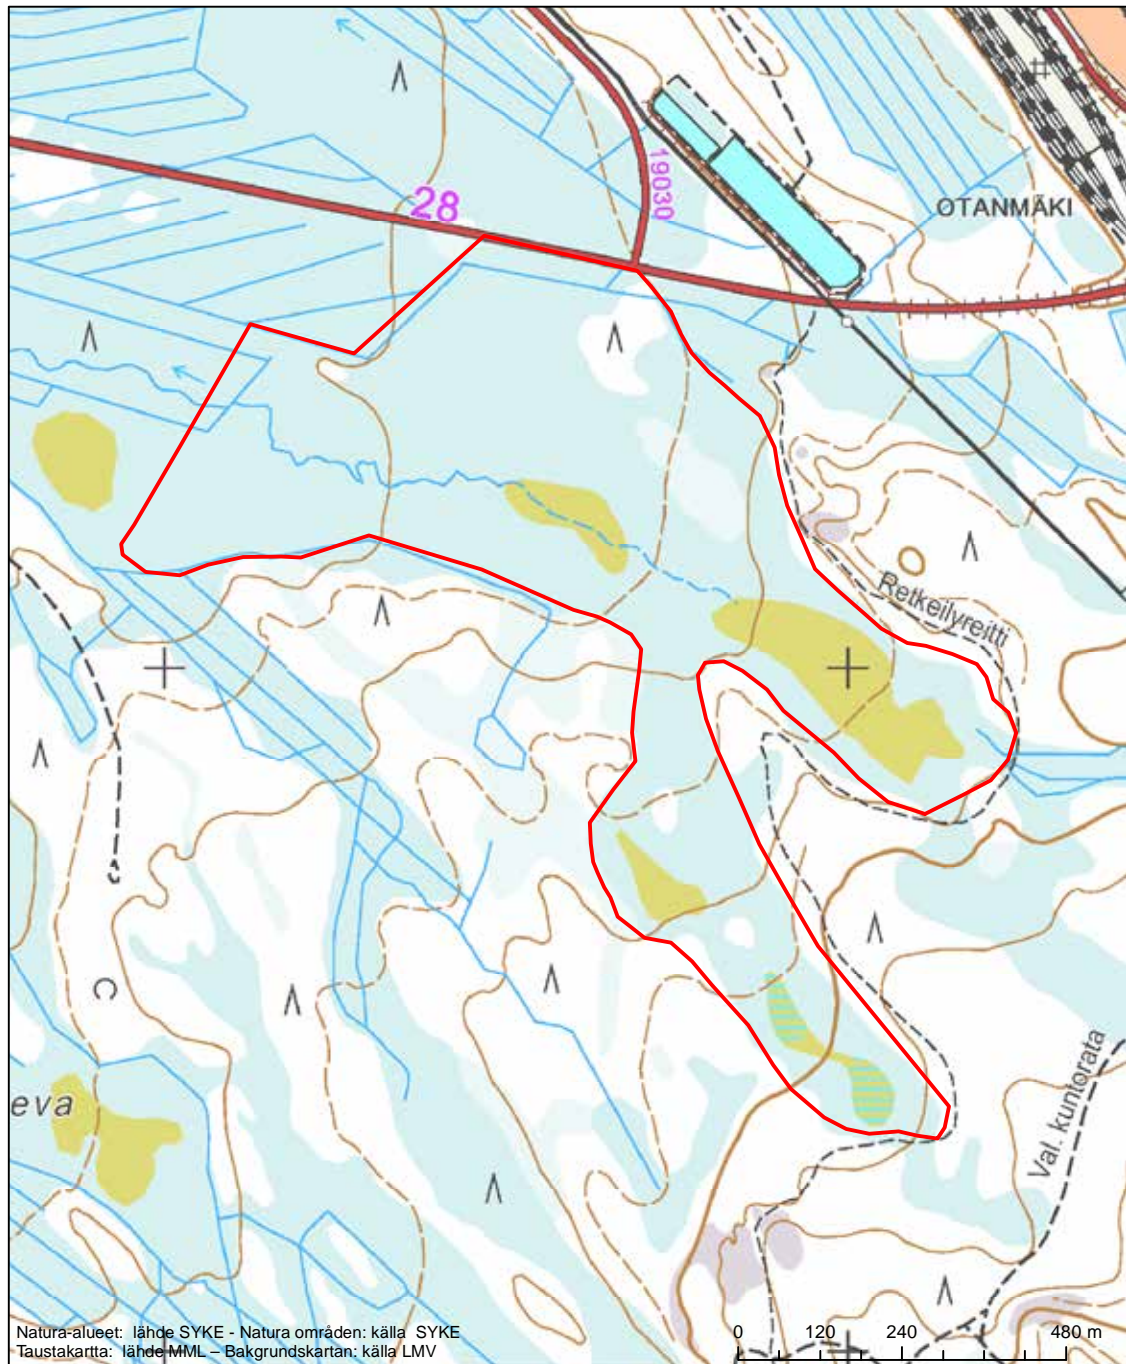 28
19030
OTANMÄKI
Retkeilyreitti
eva
Val. kuntorata
Natura-alueet: lähde SYKE - Natura områden: källa SYKE
Taustakartta: lähde MML – Bakgrundskartan: källa LMV
0 120 240 480 m